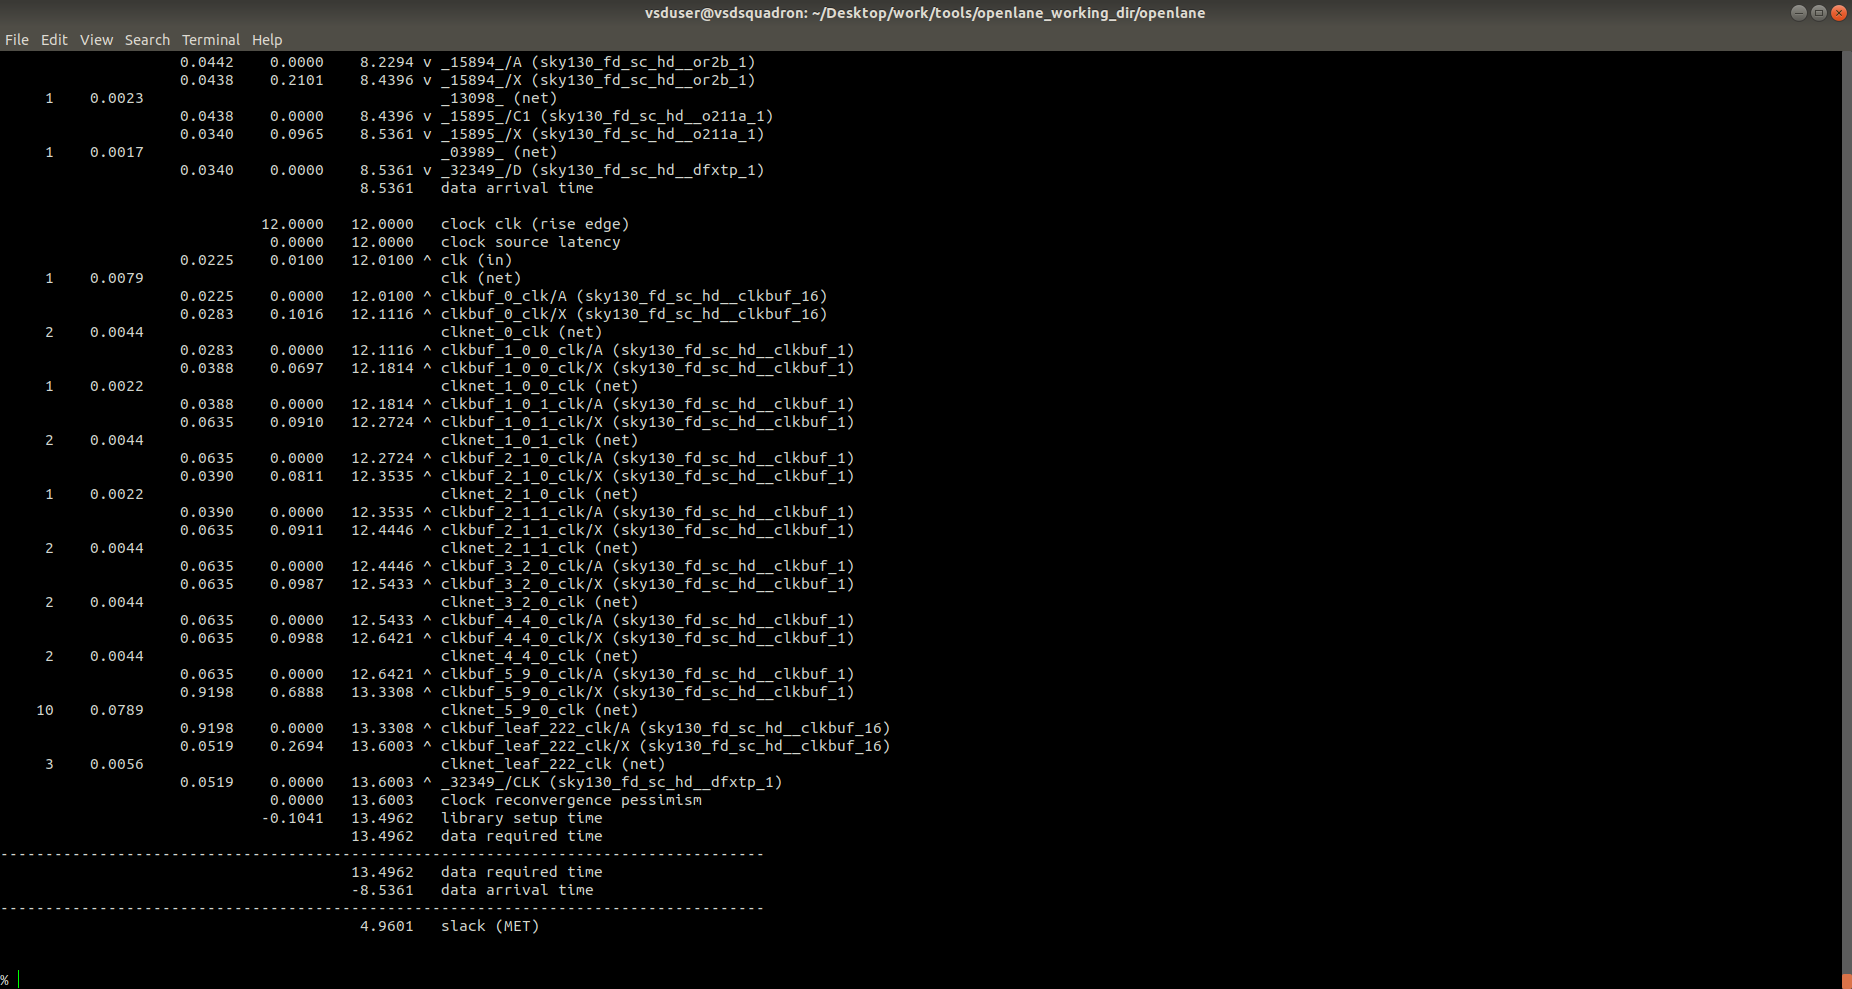 vsduser@vsdsquadron: ~/Desktop/work/tools/openlane_working_dir/openlane
File Edit View Search Terminal Help
0.0442 0.0000 8.2294 v _15894_/A (sky130_fd_sc_hd__or2b_1)
0.0438 0.2101 8.4396 v _15894_/X (sky130_fd_sc_hd__or2b_1)
1 0.0023 _13098_ (net)
0.0438 0.0000 8.4396 v _15895_/C1 (sky130_fd_sc_hd__o211a_1)
0.0340 0.0965 8.5361 v _15895_/X (sky130_fd_sc_hd__o211a_1)
1 0.0017 _03989_ (net)
0.0340 0.0000 8.5361 v _32349_/D (sky130_fd_sc_hd__dfxtp_1)
8.5361 data arrival time
12.0000 12.0000 clock clk (rise edge)
0.0000 12.0000 clock source latency
0.0225 0.0100 12.0100 ^ clk (in)
1 0.0079 clk (net)
0.0225 0.0000 12.0100 ^ clkbuf_0_clk/A (sky130_fd_sc_hd__clkbuf_16)
0.0283 0.1016 12.1116 ^ clkbuf_0_clk/X (sky130_fd_sc_hd__clkbuf_16)
2 0.0044 clknet_0_clk (net)
0.0283 0.0000 12.1116 ^ clkbuf_1_0_0_clk/A (sky130_fd_sc_hd__clkbuf_1)
0.0388 0.0697 12.1814 ^ clkbuf_1_0_0_clk/X (sky130_fd_sc_hd__clkbuf_1)
1 0.0022 clknet_1_0_0_clk (net)
0.0388 0.0000 12.1814 ^ clkbuf_1_0_1_clk/A (sky130_fd_sc_hd__clkbuf_1)
0.0635 0.0910 12.2724 ^ clkbuf_1_0_1_clk/X (sky130_fd_sc_hd__clkbuf_1)
2 0.0044 clknet_1_0_1_clk (net)
0.0635 0.0000 12.2724 ^ clkbuf_2_1_0_clk/A (sky130_fd_sc_hd__clkbuf_1)
0.0390 0.0811 12.3535 ^ clkbuf_2_1_0_clk/X (sky130_fd_sc_hd__clkbuf_1)
1 0.0022 clknet_2_1_0_clk (net)
0.0390 0.0000 12.3535 ^ clkbuf_2_1_1_clk/A (sky130_fd_sc_hd__clkbuf_1)
0.0635 0.0911 12.4446 ^ clkbuf_2_1_1_clk/X (sky130_fd_sc_hd__clkbuf_1)
2 0.0044 clknet_2_1_1_clk (net)
0.0635 0.0000 12.4446 ^ clkbuf_3_2_0_clk/A (sky130_fd_sc_hd__clkbuf_1)
0.0635 0.0987 12.5433 ^ clkbuf_3_2_0_clk/X (sky130_fd_sc_hd__clkbuf_1)
2 0.0044 clknet_3_2_0_clk (net)
0.0635 0.0000 12.5433 ^ clkbuf_4_4_0_clk/A (sky130_fd_sc_hd__clkbuf_1)
0.0635 0.0988 12.6421 ^ clkbuf_4_4_0_clk/X (sky130_fd_sc_hd__clkbuf_1)
2 0.0044 clknet_4_4_0_clk (net)
0.0635 0.0000 12.6421 ^ clkbuf_5_9_0_clk/A (sky130_fd_sc_hd__clkbuf_1)
0.9198 0.6888 13.3308 ^ clkbuf_5_9_0_clk/X (sky130_fd_sc_hd__clkbuf_1)
10 0.0789 clknet_5_9_0_clk (net)
0.9198 0.0000 13.3308 ^ clkbuf_leaf_222_clk/A (sky130_fd_sc_hd__clkbuf_16)
0.0519 0.2694 13.6003 ^ clkbuf_leaf_222_clk/X (sky130_fd_sc_hd__clkbuf_16)
3 0.0056 clknet_leaf_222_clk (net)
0.0519 0.0000 13.6003 ^ _32349_/CLK (sky130_fd_sc_hd__dfxtp_1)
0.0000 13.6003 clock reconvergence pessimism
-0.1041 13.4962 library setup time
13.4962 data required time
-------------------------------------------------------------------------------------
13.4962 data required time
-8.5361 data arrival time
-------------------------------------------------------------------------------------
4.9601 slack (MET)
%